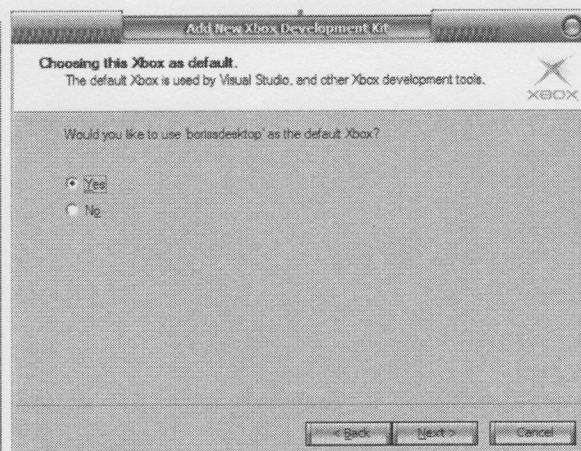 Add New Xbox Development Kit
Choosing this Xbox as default.
The default Xbox is used by Visual Studio, and other Xbox development tools.
XBOX
Would you like to use 'borissdesktop' as the default Xbox?
Yes
No
< Back Next > Cancel